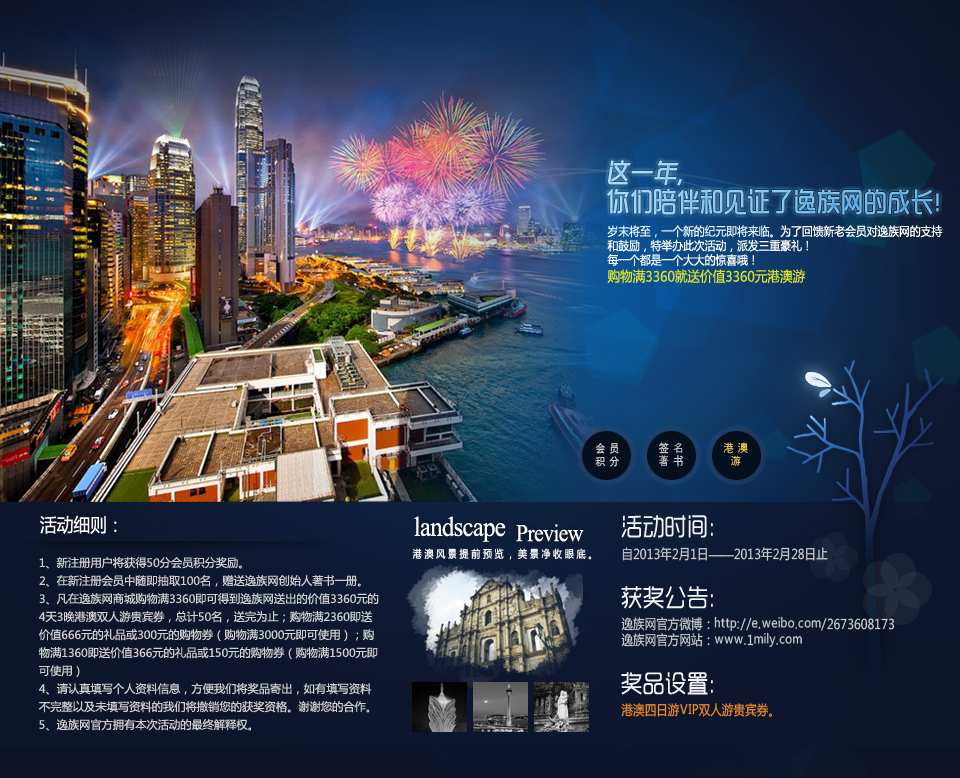 这一年,
你们陪伴和见证了逸族网的成长!
岁末将至，一个新的纪元即将来临。为了回馈新老会员对逸族网的支持
和鼓励，特举办此次活动，派发三重豪礼！
每一个都是一个大大的惊喜哦！
购物满3360就送价值3360元港澳游
会员
积分
签名
著书
港澳
游
活动细则：
1、新注册用户将获得50分会员积分奖励。
2、在新注册会员中随即抽取100名，赠送逸族网创始人著书一册。
3、凡在逸族网商城购物满3360即可得到逸族网送出的价值3360元的
4天3晚港澳双人游贵宾券，总计50名，送完为止；购物满2360即送
价值666元的礼品或300元的购物券（购物满3000元即可使用）；购
物满1360即送价值366元的礼品或150元的购物券（购物满1500元即
可使用）
4、请认真填写个人资料信息，方便我们将奖品寄出，如有填写资料
不完整以及未填写资料的我们将撤销您的获奖资格。谢谢您的合作。
5、逸族网官方拥有本次活动的最终解释权。
landscape Preview
港澳风景提前预览，美景净收眼底。
活动时间:
自2013年2月1日——2013年2月28日止
获奖公告:
逸族网官方微博：http://e.weibo.com/2673608173
逸族网官方网站：www.1mily.com
奖品设置:
港澳四日游VIP双人游贵宾券。